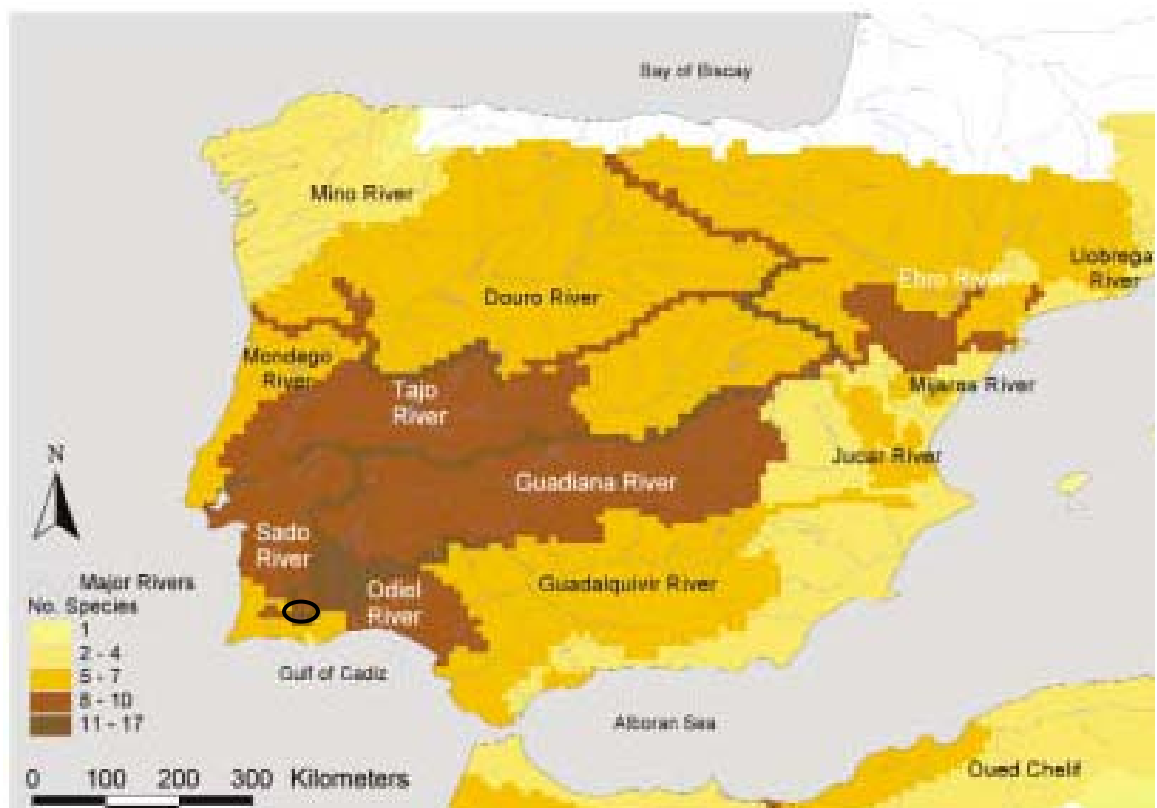 Bay of Biscay
Mino River
Llobrega
River
Ebro River
Douro River
Mondego
River
Tajo
River
Mijares River
Jucar River
N
Guadiana River
Sado
River
Odiel
River
Guadalquivir River
Major Rivers
No. Species
1
2 - 4
5 - 7
8 - 10
11 - 17
Gulf of Cadiz
Alboran Sea
Oued Chelif
0 100 200 300 Kilometers